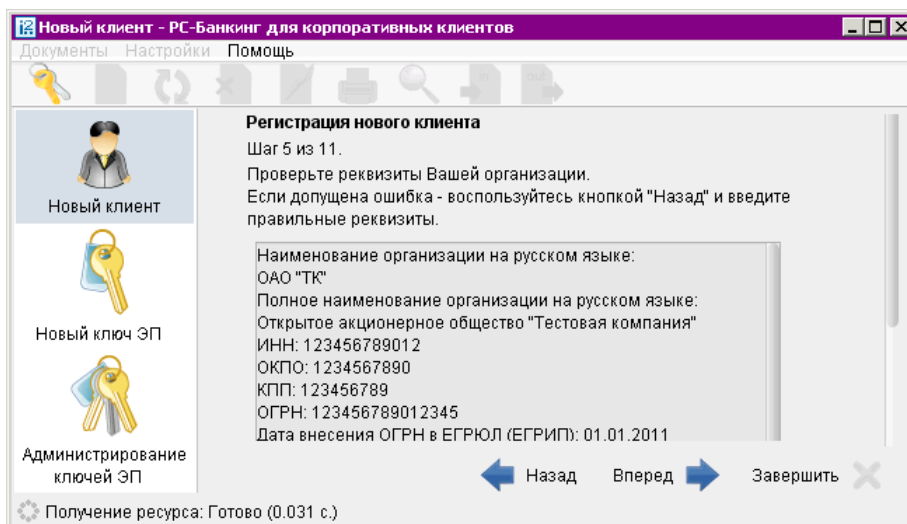 Новый клиент - РС-Банкинг для корпоративных клиентов
Документы Настройки Помощь
In Out
Регистрация нового клиента
Шаг 5 из 11.
Проверьте реквизиты Вашей организации.
Если допущена ошибка - воспользуйтесь кнопкой "Назад" и введите
правильные реквизиты.
Новый клиент
Новый ключ ЭП
Администрирование
ключей ЭП
Наименование организации на русском языке:
ОАО "ТК"
Полное наименование организации на русском языке:
Открытое акционерное общество "Тестовая компания"
ИНН: 123456789012
ОКПО: 1234567890
КПП: 123456789
ОГРН: 123456789012345
Дата внесения ОГРН в ЕГРЮЛ (ЕГРИП): 01.01.2011
Назад Вперед Завершить
Получение ресурса: Готово (0.031 с.)